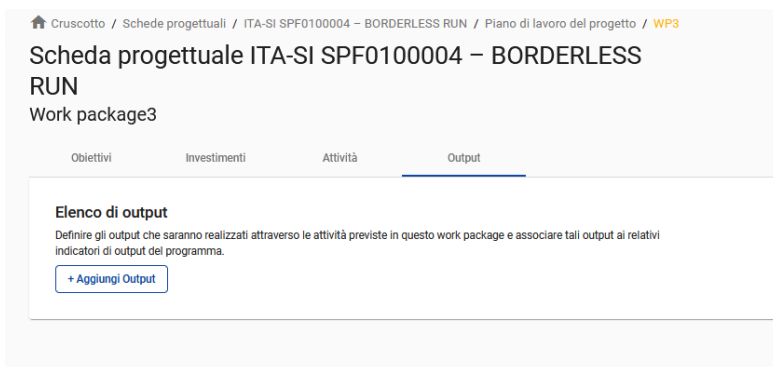 Cruscotto / Schede progettuali / ITA-SI SPF0100004 – BORDERLESS RUN / Piano di lavoro del progetto / WP3
Scheda progettuale ITA-SI SPF0100004 – BORDERLESS
RUN
Work package3
Obiettivi Investimenti Attività Output
Elenco di output
Definire gli output che saranno realizzati attraverso le attività previste in questo work package e associare tali output ai relativi
indicatori di output del programma.
+ Aggiungi Output